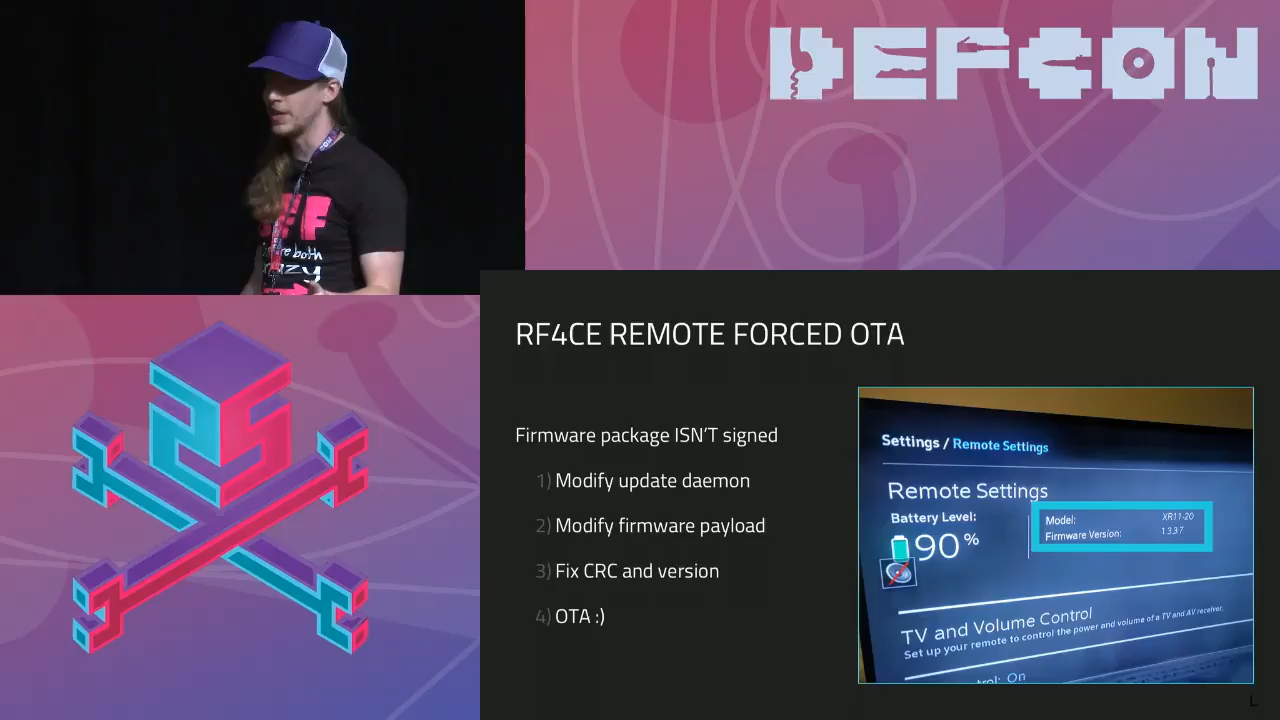 DEFCON
both
RF4CE REMOTE FORCED OTA
Firmware package ISN'T signed
1) Modify update daemon
2) Modify firmware payload
3) Fix CRC and version
4) OTA :)
Settings / Remote Settings
Remote Settings
Battery Level:
90%
Model: XR11-20
Firmware Version: 1.3.3.7
TV and Volume Control
Set up your remote to control the power and volume of a TV and AV receiver.
On
L